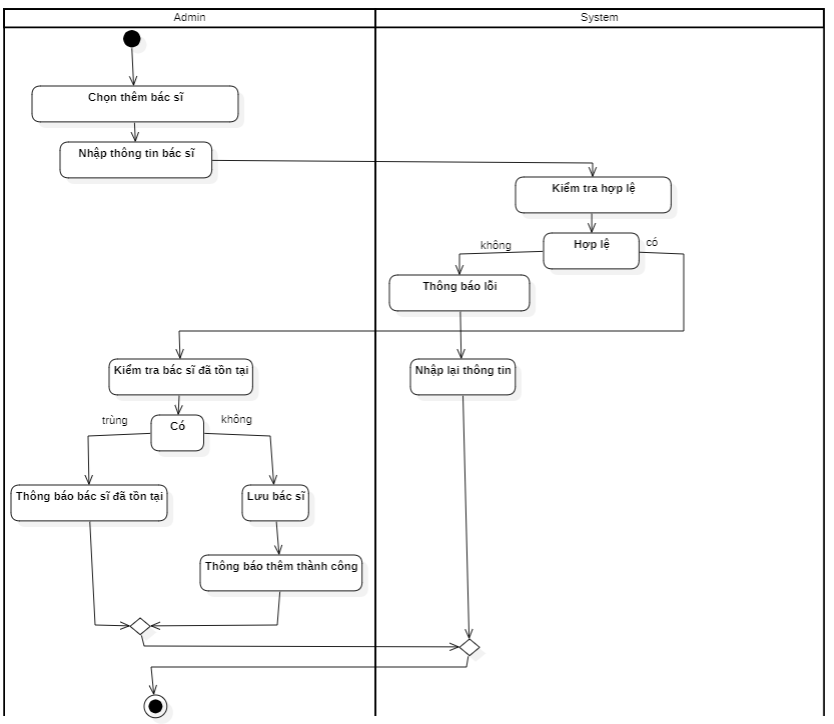 Admin
System
Chọn thêm bác sĩ
Nhập thông tin bác sĩ
Kiểm tra hợp lệ
Hợp lệ
không
có
Thông báo lỗi
Kiểm tra bác sĩ đã tồn tại
Nhập lại thông tin
Có
trùng
không
Thông báo bác sĩ đã tồn tại
Lưu bác sĩ
Thông báo thêm thành công